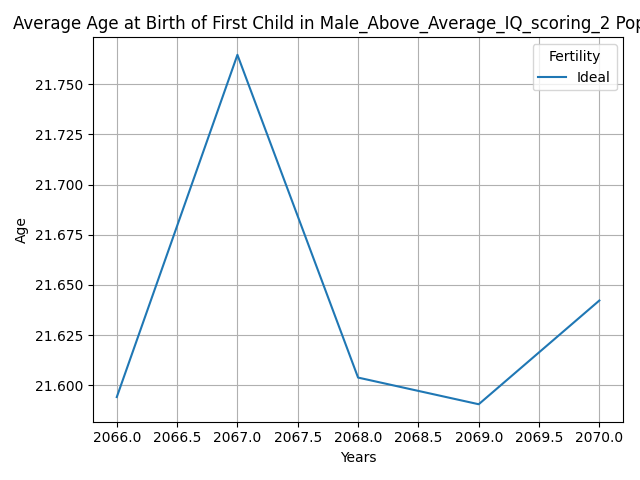 Average Age at Birth of First Child in Male_Above_Average_IQ_scoring_2 Pop
Fertility
Ideal
21.750
21.725
21.700
21.675
21.650
21.625
21.600
Age
2066.0 2066.5 2067.0 2067.5 2068.0 2068.5 2069.0 2069.5 2070.0
Years